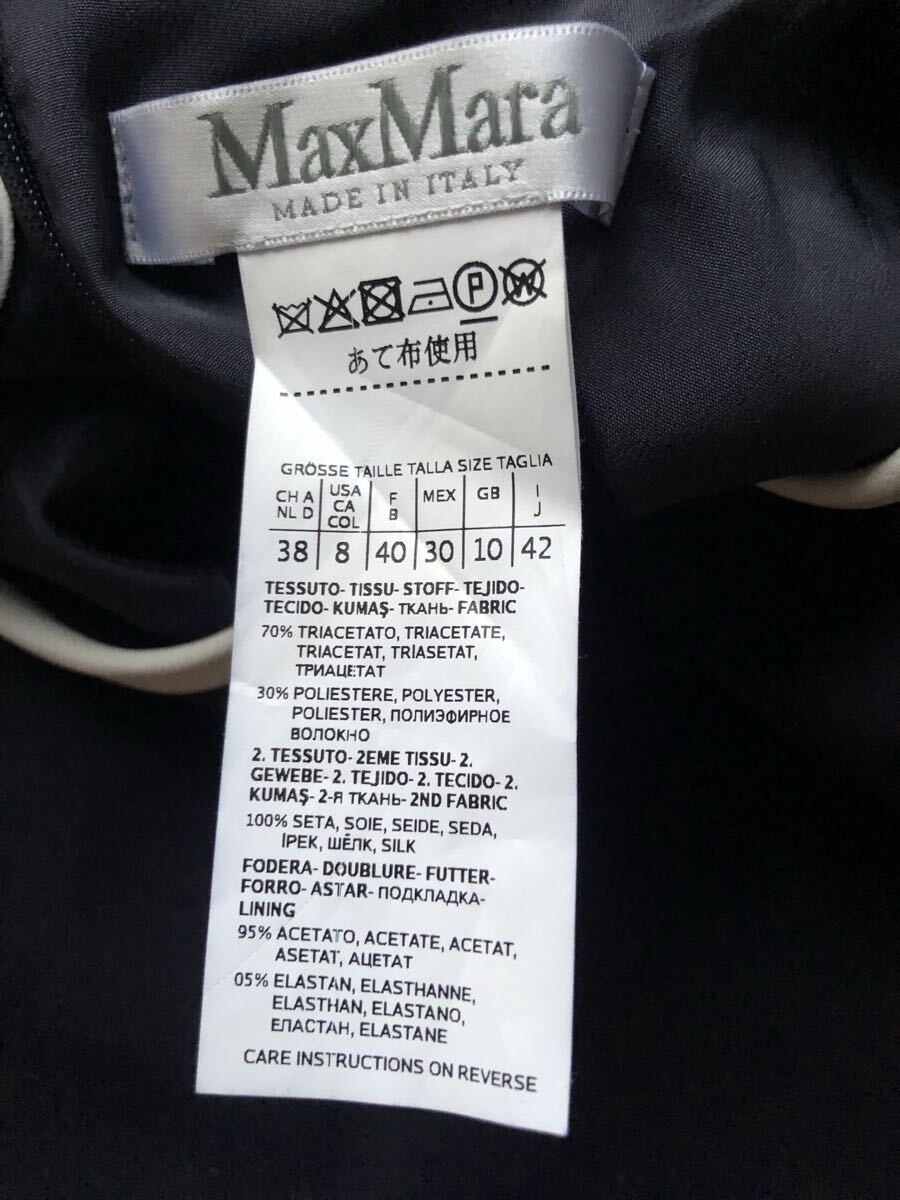 MaxMara
MADE IN ITALY
P W
あて布使用
GRÖSSE TAILLE TALLA SIZE TAGLIA
CH A NL D USA CA COL F B MEX GB I J
38 8 40 30 10 42
TESSUTO- TISSU- STOFF- TEJIDO-
TECIDO- KUMAŞ- ТКАНЬ- FABRIC
70% TRIACETATO, TRIACETATE,
TRIACETAT, TRIASETAT,
ТРИАЦЕТАТ
30% POLIESTERE, POLYESTER,
POLIESTER, ПОЛИЭФИРНОЕ
ВОЛОКНО
2. TESSUTO- 2EME TISSU- 2.
GEWEBE- 2. TEJIDO- 2. TECIDO- 2.
KUMAŞ- 2-Я ТКАНЬ- 2ND FABRIC
100% SETA, SOIE, SEIDE, SEDA,
İPEK, ШЁЛК, SILK
FODERA- DOUBLURE- FUTTER-
FORRO- ASTAR- ПОДКЛАДКА-
LINING
95% ACETATO, ACETATE, ACETAT,
ASETAT, АЦЕТАТ
05% ELASTAN, ELASTHANNE,
ELASTHAN, ELASTANO,
ЕЛАСТАН, ELASTANE
CARE INSTRUCTIONS ON REVERSE